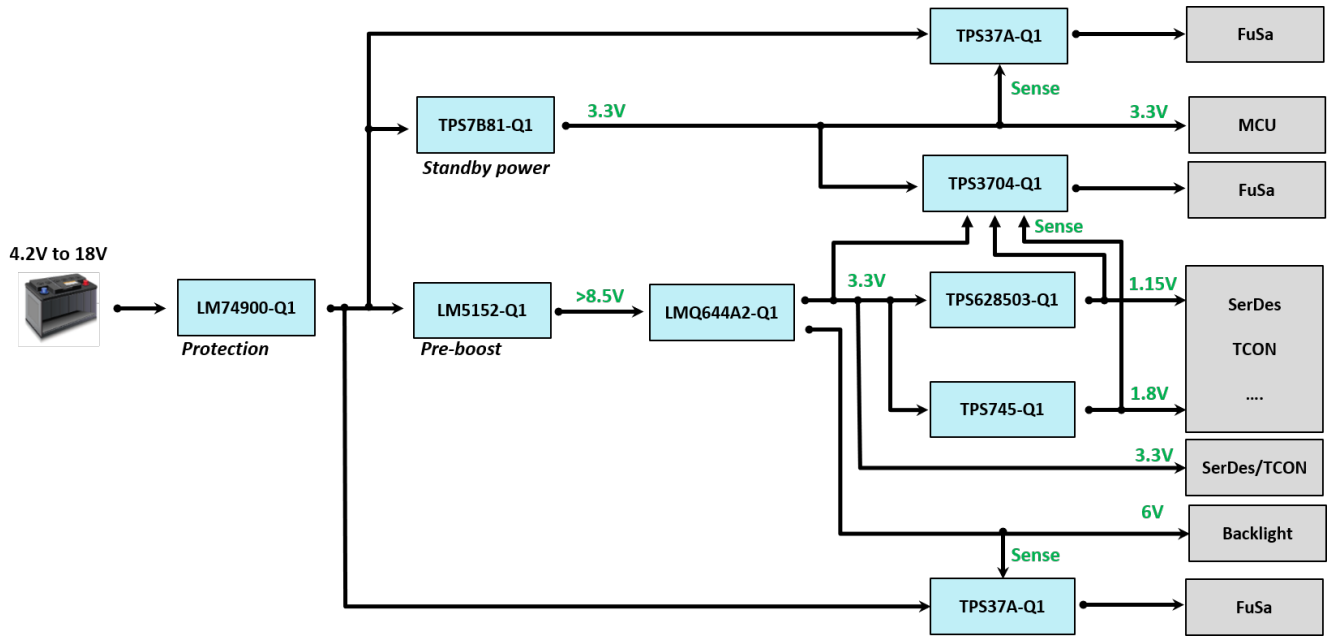 TPS37A-Q1
FuSa
Sense
TPS7B81-Q1
3.3V
3.3V
MCU
Standby power
TPS3704-Q1
FuSa
Sense
4.2V to 18V
LM74900-Q1
Protection
LM5152-Q1
Pre-boost
>8.5V
LMQ644A2-Q1
3.3V
TPS628503-Q1
1.15V
SerDes
TCON
....
TPS745-Q1
1.8V
3.3V
SerDes/TCON
6V
Backlight
Sense
TPS37A-Q1
FuSa